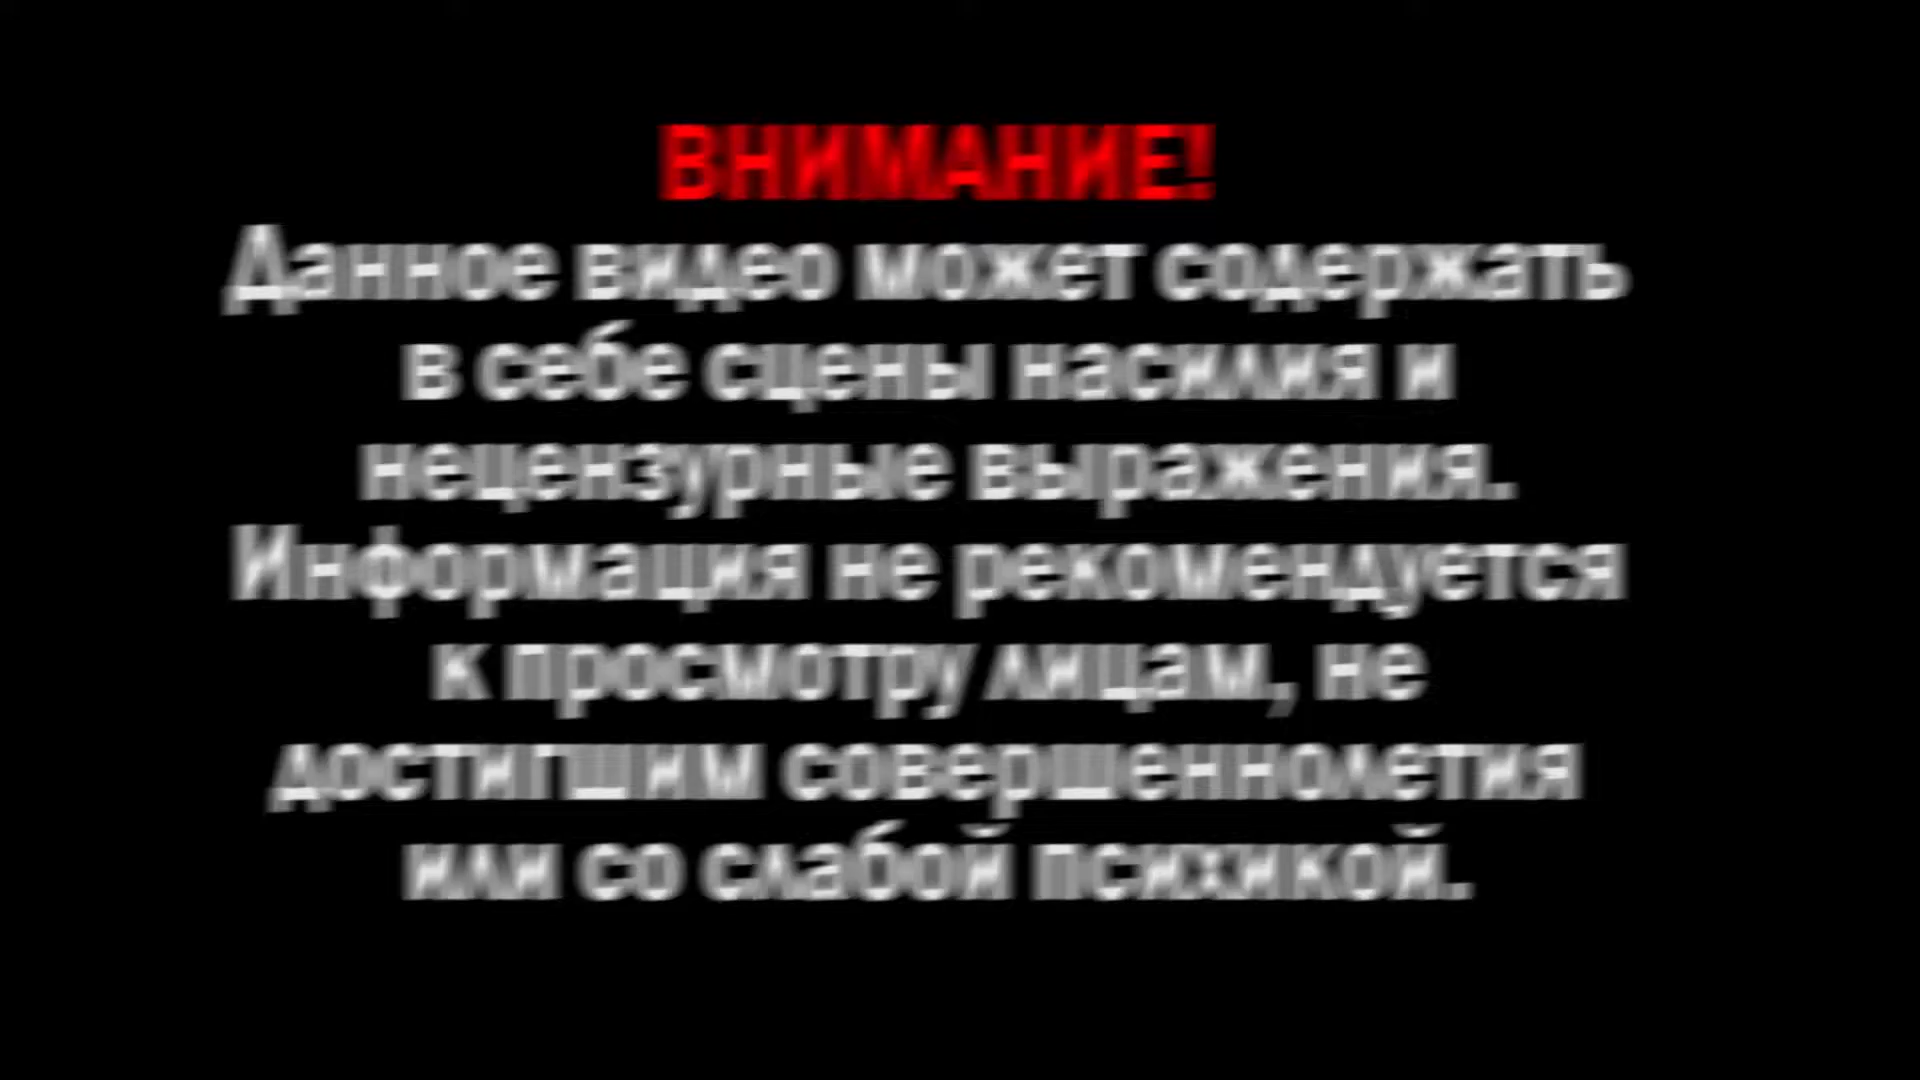 ВНИМАНИЕ!
Данное видео может содержать
в себе сцены насилия и
нецензурные выражения.
Информация не рекомендуется
к просмотру лицам, не
достигшим совершеннолетия
или со слабой психикой.